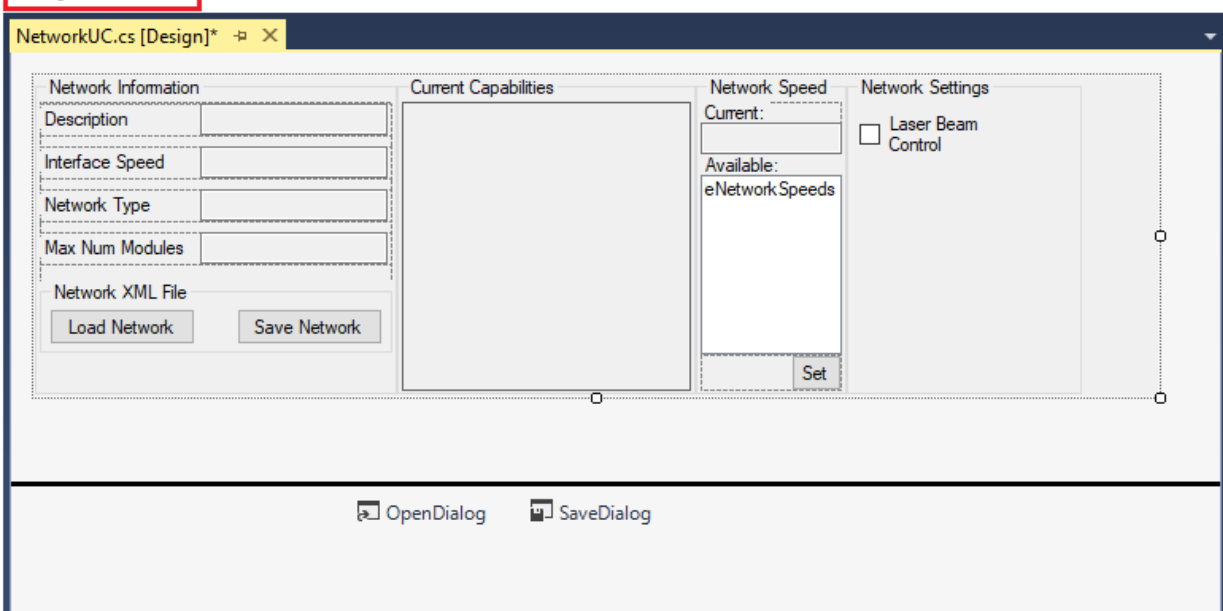 NetworkUC.cs [Design]*
Network Information
Description
Interface Speed
Network Type
Max Num Modules
Network XML File
Load Network
Save Network
Current Capabilities
Network Speed
Current:
Available:
eNetworkSpeeds
Set
Network Settings
Laser Beam
Control
OpenDialog
SaveDialog